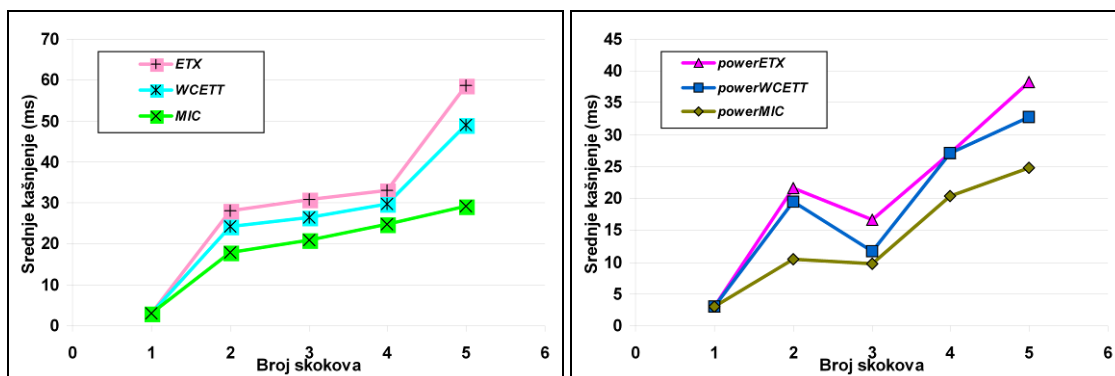 70
60
50
40
30
20
10
0
Srednje kašnjenje (ms)
ETX
WCETT
MIC
0 1 2 3 4 5 6
Broj skokova
45
40
35
30
25
20
15
10
5
0
Srednje kašnjenje (ms)
powerETX
powerWCETT
powerMIC
0 1 2 3 4 5 6
Broj skokova